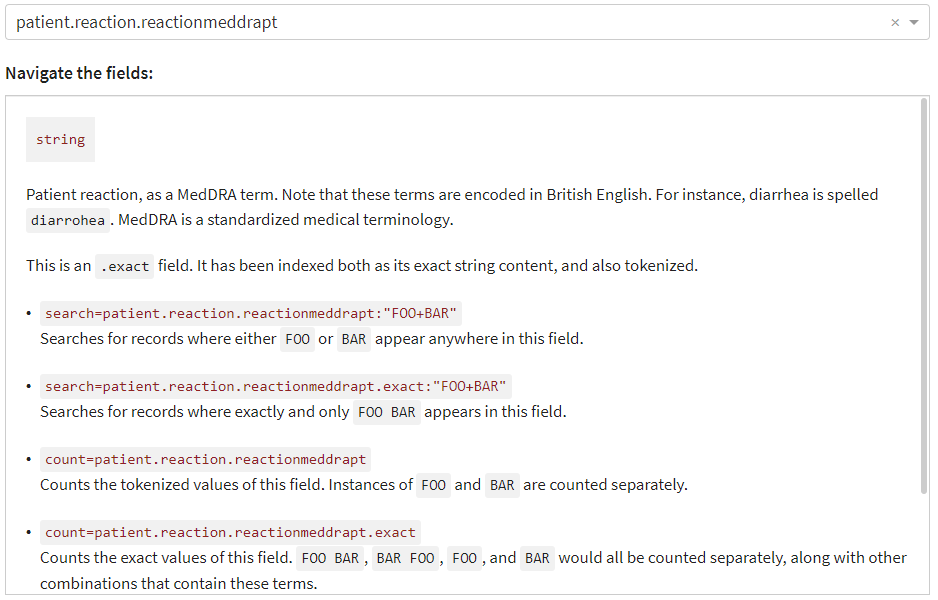 patient.reaction.reactionmeddrapt
Navigate the fields:
string
Patient reaction, as a MedDRA term. Note that these terms are encoded in British English. For instance, diarrhea is spelled
diarrohea. MedDRA is a standardized medical terminology.
This is an .exact field. It has been indexed both as its exact string content, and also tokenized.
• search=patient.reaction.reactionmeddrapt:"FOO+BAR"
Searches for records where either FOO or BAR appear anywhere in this field.
• search=patient.reaction.reactionmeddrapt.exact:"FOO+BAR"
Searches for records where exactly and only FOO BAR appears in this field.
• count=patient.reaction.reactionmeddrapt
Counts the tokenized values of this field. Instances of FOO and BAR are counted separately.
• count=patient.reaction.reactionmeddrapt.exact
Counts the exact values of this field. FOO BAR, BAR FOO, FOO, and BAR would all be counted separately, along with other
combinations that contain these terms.